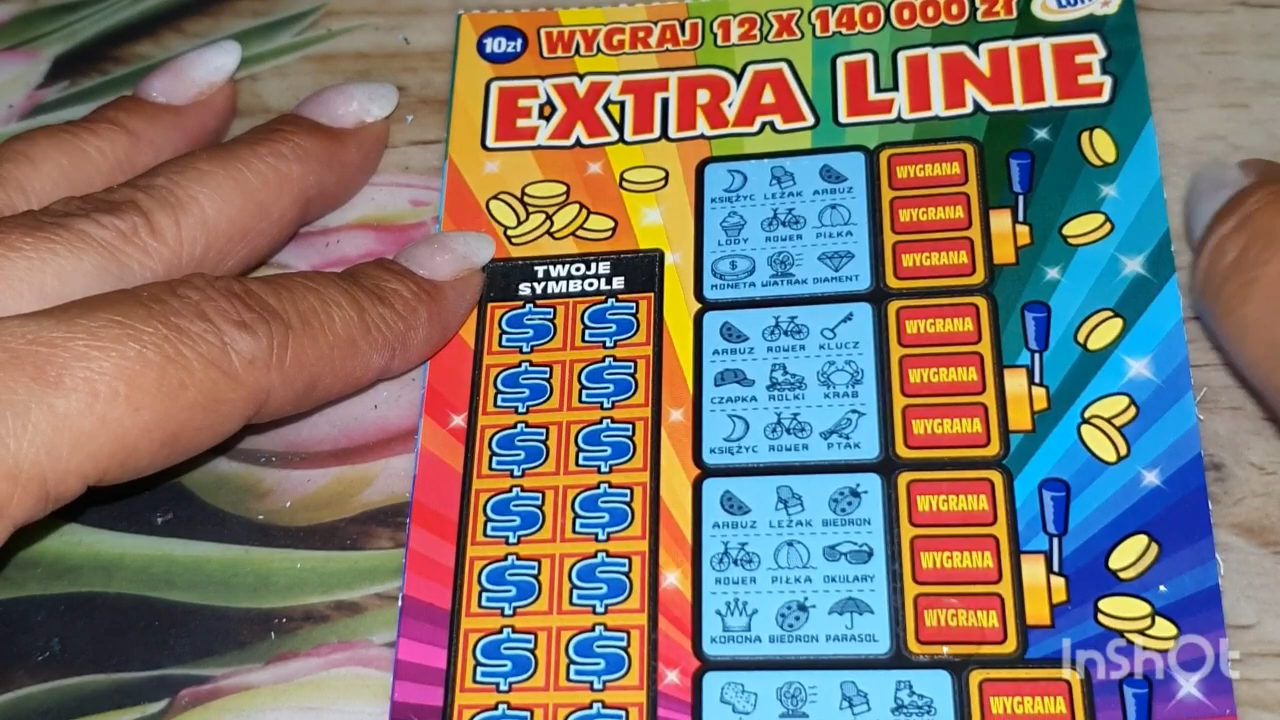 10zł WYGRAJ 12 X 140 000 zł
EXTRA LINIE
TWOJE
SYMBOLE
KSIĘŻYC LEŻAK ARBUZ
LODY ROWER PIŁKA
MONETA WIATRAK DIAMENT
WYGRANA
WYGRANA
WYGRANA
ARBUZ ROWER KLUCZ
CZAPKA ROLKI KRAB
KSIĘŻYC ROWER PTAK
WYGRANA
WYGRANA
WYGRANA
ARBUZ LEŻAK BIEDRON
ROWER PIŁKA OKULARY
KORONA BIEDRON PARASOL
WYGRANA
WYGRANA
WYGRANA
WYGRANA
InShOt